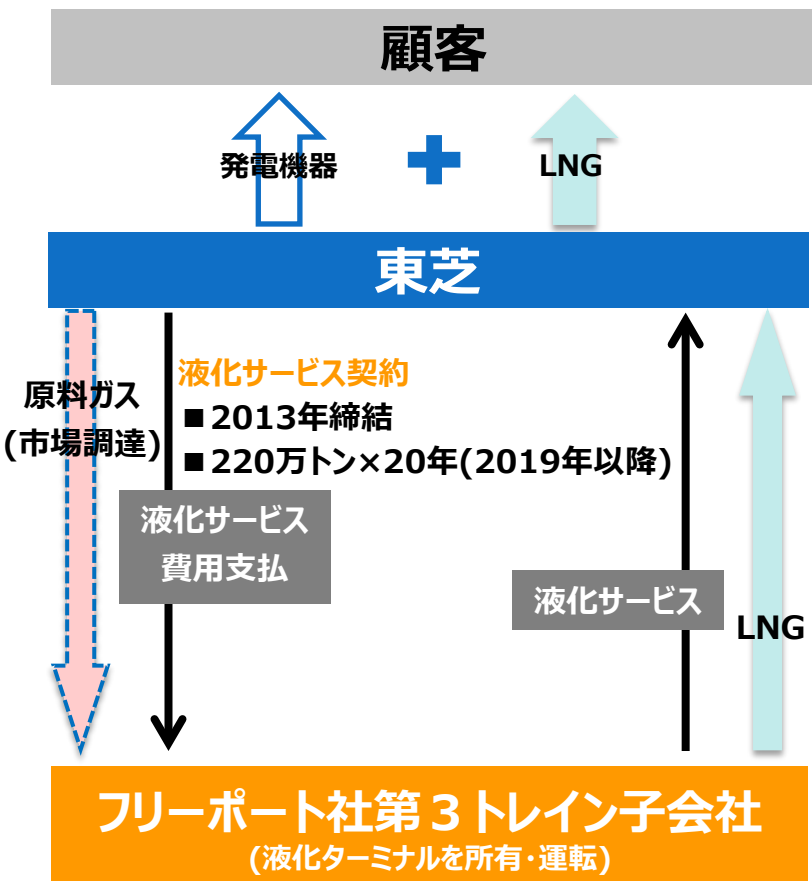 顧客
発電機器
LNG
東芝
原料ガス
(市場調達)
液化サービス契約
■2013年締結
■220万トン×20年(2019年以降)
液化サービス
費用支払
液化サービス
LNG
フリーポート社第３トレイン子会社
(液化ターミナルを所有・運転)